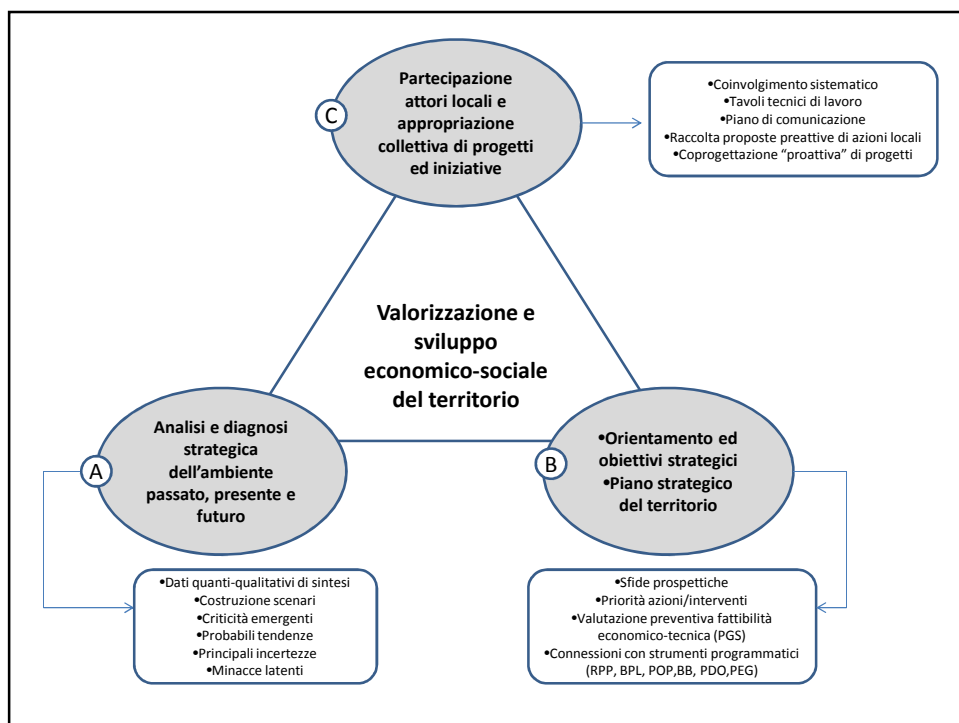 Partecipazione
attori locali e
appropriazione
collettiva di progetti
ed iniziative
C
•Coinvolgimento sistematico
•Tavoli tecnici di lavoro
•Piano di comunicazione
•Raccolta proposte preattive di azioni locali
•Coprogettazione “proattiva” di progetti
Valorizzazione e
sviluppo
economico-sociale
del territorio
Analisi e diagnosi
strategica
dell’ambiente
passato, presente e
futuro
A
•Orientamento ed
obiettivi strategici
•Piano strategico
del territorio
B
•Dati quanti-qualitativi di sintesi
•Costruzione scenari
•Criticità emergenti
•Probabili tendenze
•Principali incertezze
•Minacce latenti
•Sfide prospettiche
•Priorità azioni/interventi
•Valutazione preventiva fattibilità
economico-tecnica (PGS)
•Connessioni con strumenti programmatici
(RPP, BPL, POP,BB, PDO,PEG)